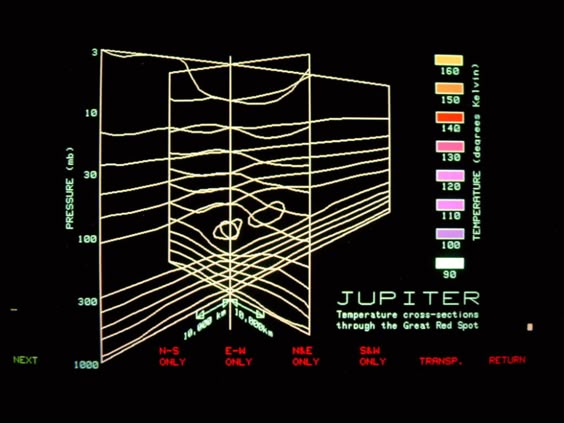 3
10
30
100
300
1000
PRESSURE (mb)
160
150
140
130
120
110
100
90
TEMPERATURE (degrees Kelvin)
10,000 km
10,000km
JUPITER
Temperature cross-sections
through the Great Red Spot
NEXT
N-S
ONLY
E-W
ONLY
N&E
ONLY
S&W
ONLY
TRANSP.
RETURN